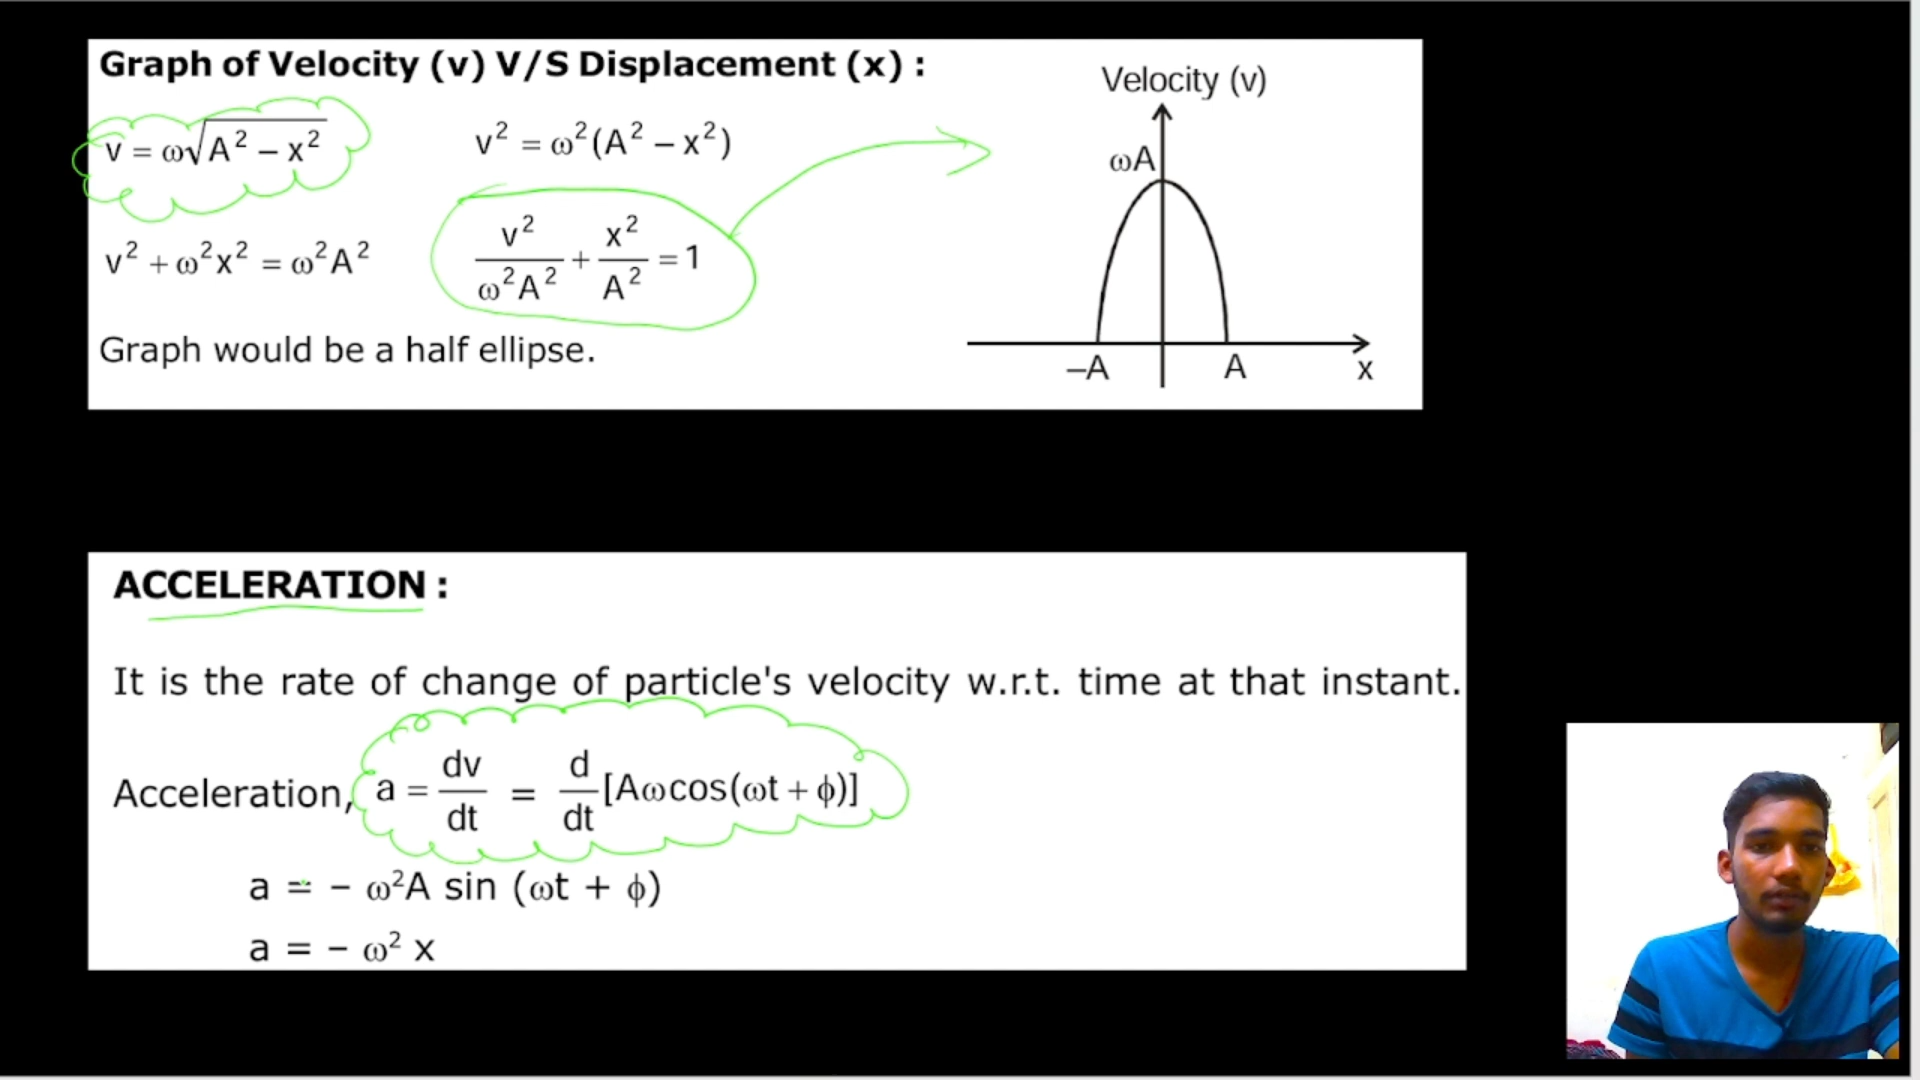 Graph of Velocity (v) V/S Displacement (x) :
v = ω√(A² – x²)
v² = ω²(A² – x²)
v² + ω²x² = ω²A²
v²/ω²A² + x²/A² = 1
Graph would be a half ellipse.
Velocity (v)
ωA
–A
A
x
ACCELERATION :
It is the rate of change of particle's velocity w.r.t. time at that instant.
Acceleration, a = dv/dt = d/dt [Aωcos(ωt + ϕ)]
a = – ω²A sin (ωt + ϕ)
a = – ω² x